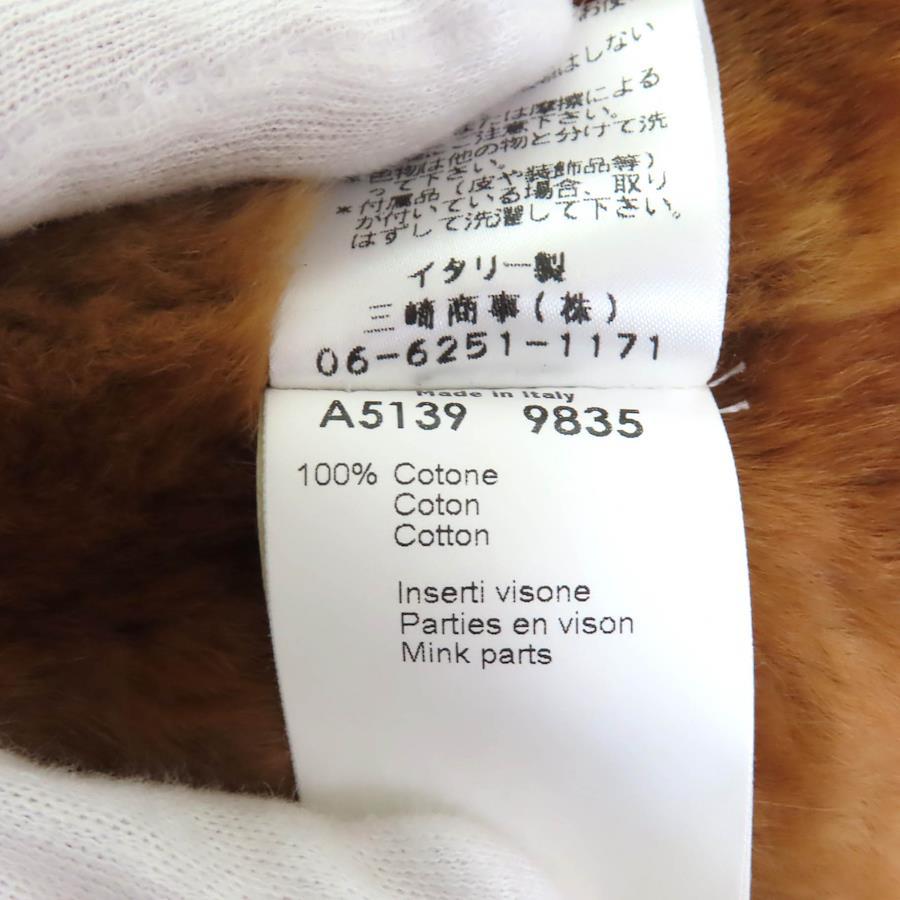 はしない
または摩擦による
ご注意下さい。
*色物は他の物と分けて洗
って下さい。
*付属品（皮や装飾品等）
が付いている場合、取り
はずして洗濯して下さい。
イタリー製
三崎商事(株)
06-6251-1171
Made in Italy
A5139 9835
100% Cotone
Coton
Cotton
Inserti visone
Parties en vison
Mink parts